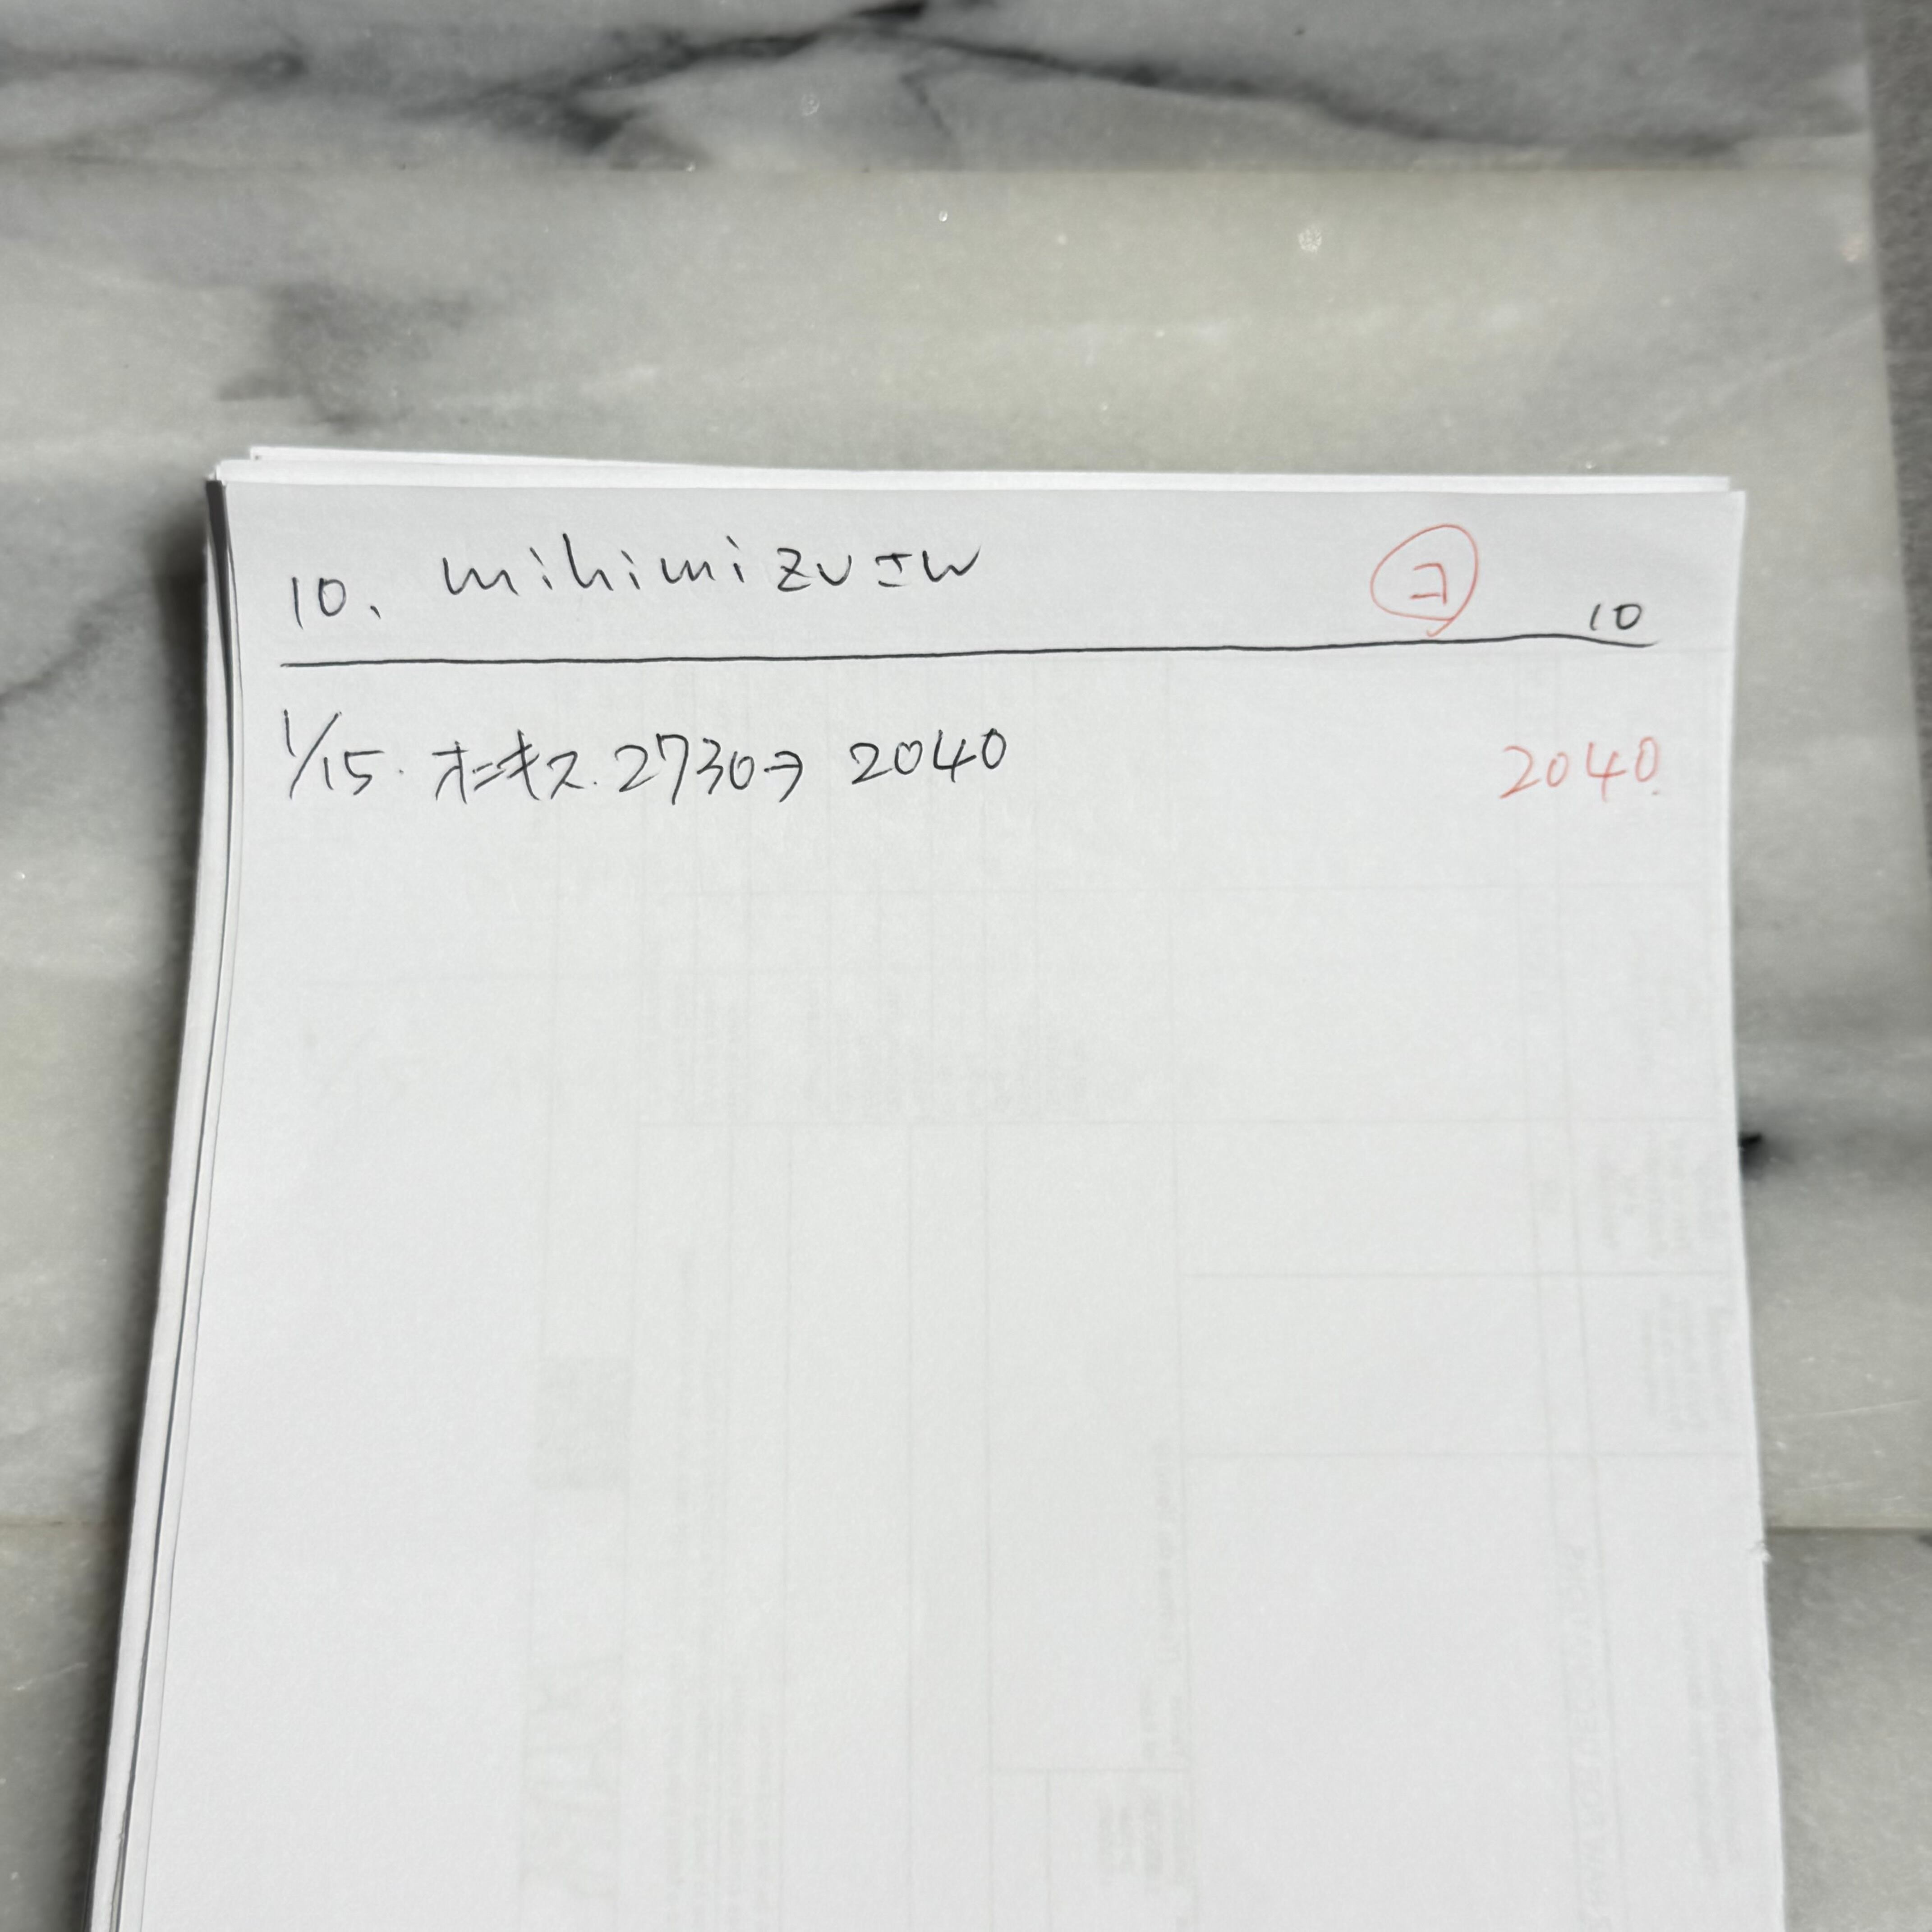 10. mihimizuさん ヨ 10
1/15. オニキス. 2730→ 2040 2040.